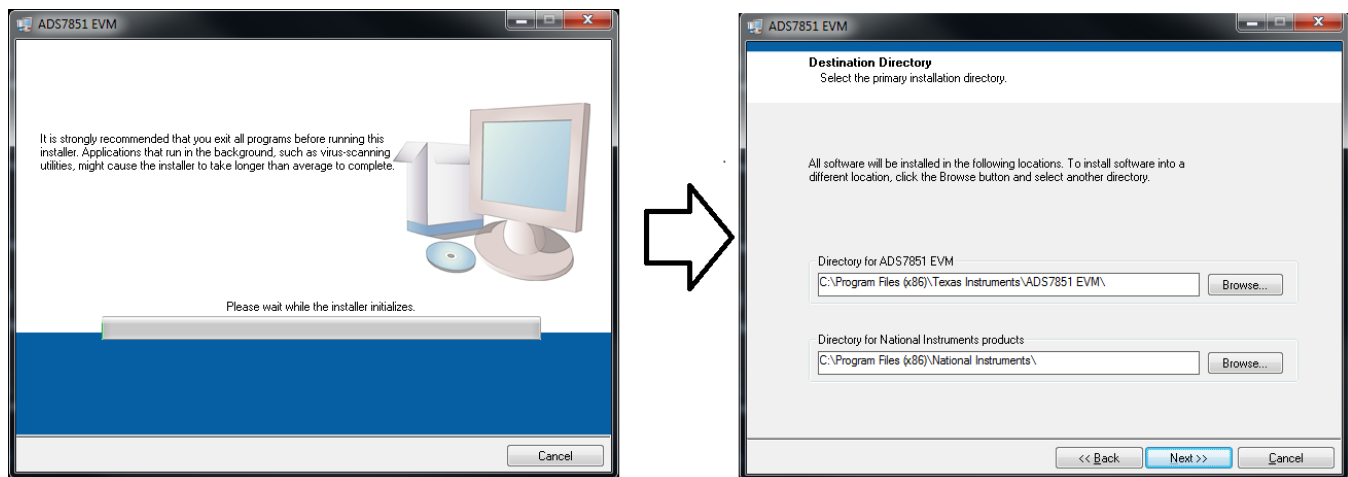 ADS7851 EVM
It is strongly recommended that you exit all programs before running this
installer. Applications that run in the background, such as virus-scanning
utilities, might cause the installer to take longer than average to complete.
Please wait while the installer initializes.
Cancel
ADS7851 EVM
Destination Directory
Select the primary installation directory.
All software will be installed in the following locations. To install software into a
different location, click the Browse button and select another directory.
Directory for ADS7851 EVM
C:\Program Files (x86)\Texas Instruments\ADS7851 EVM\
Browse...
Directory for National Instruments products
C:\Program Files (x86)\National Instruments\
Browse...
<< Back
Next >>
Cancel